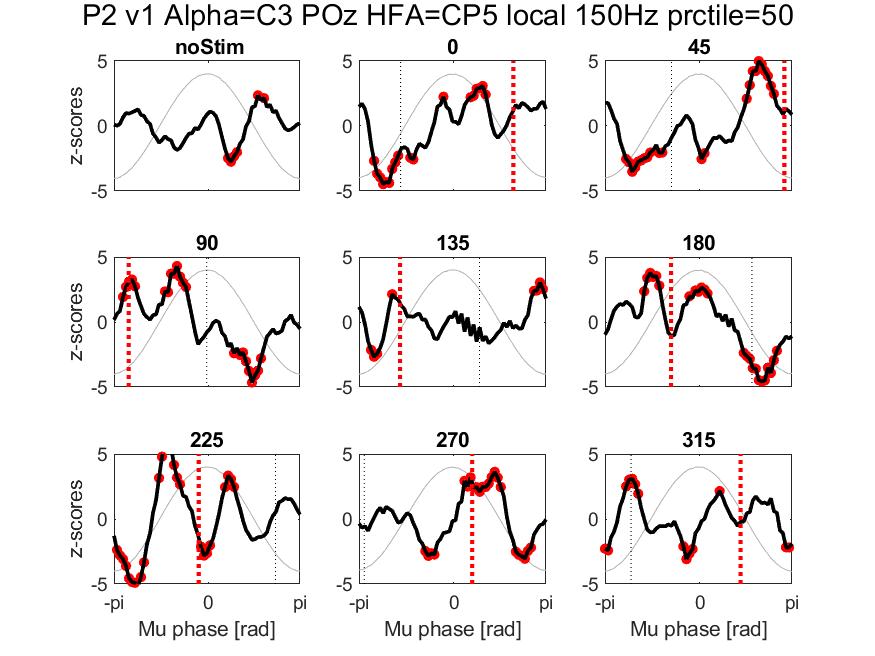 P2 v1 Alpha=C3 POz HFA=CP5 local 150Hz prctile=50
noStim 0 45
5 5 5
z-scores
0 0 0
-5 -5 -5
90 135 180
5 5 5
z-scores
0 0 0
-5 -5 -5
225 270 315
5 5 5
z-scores
0 0 0
-5 -5 -5
-pi 0 pi -pi 0 pi -pi 0 pi
Mu phase [rad] Mu phase [rad] Mu phase [rad]